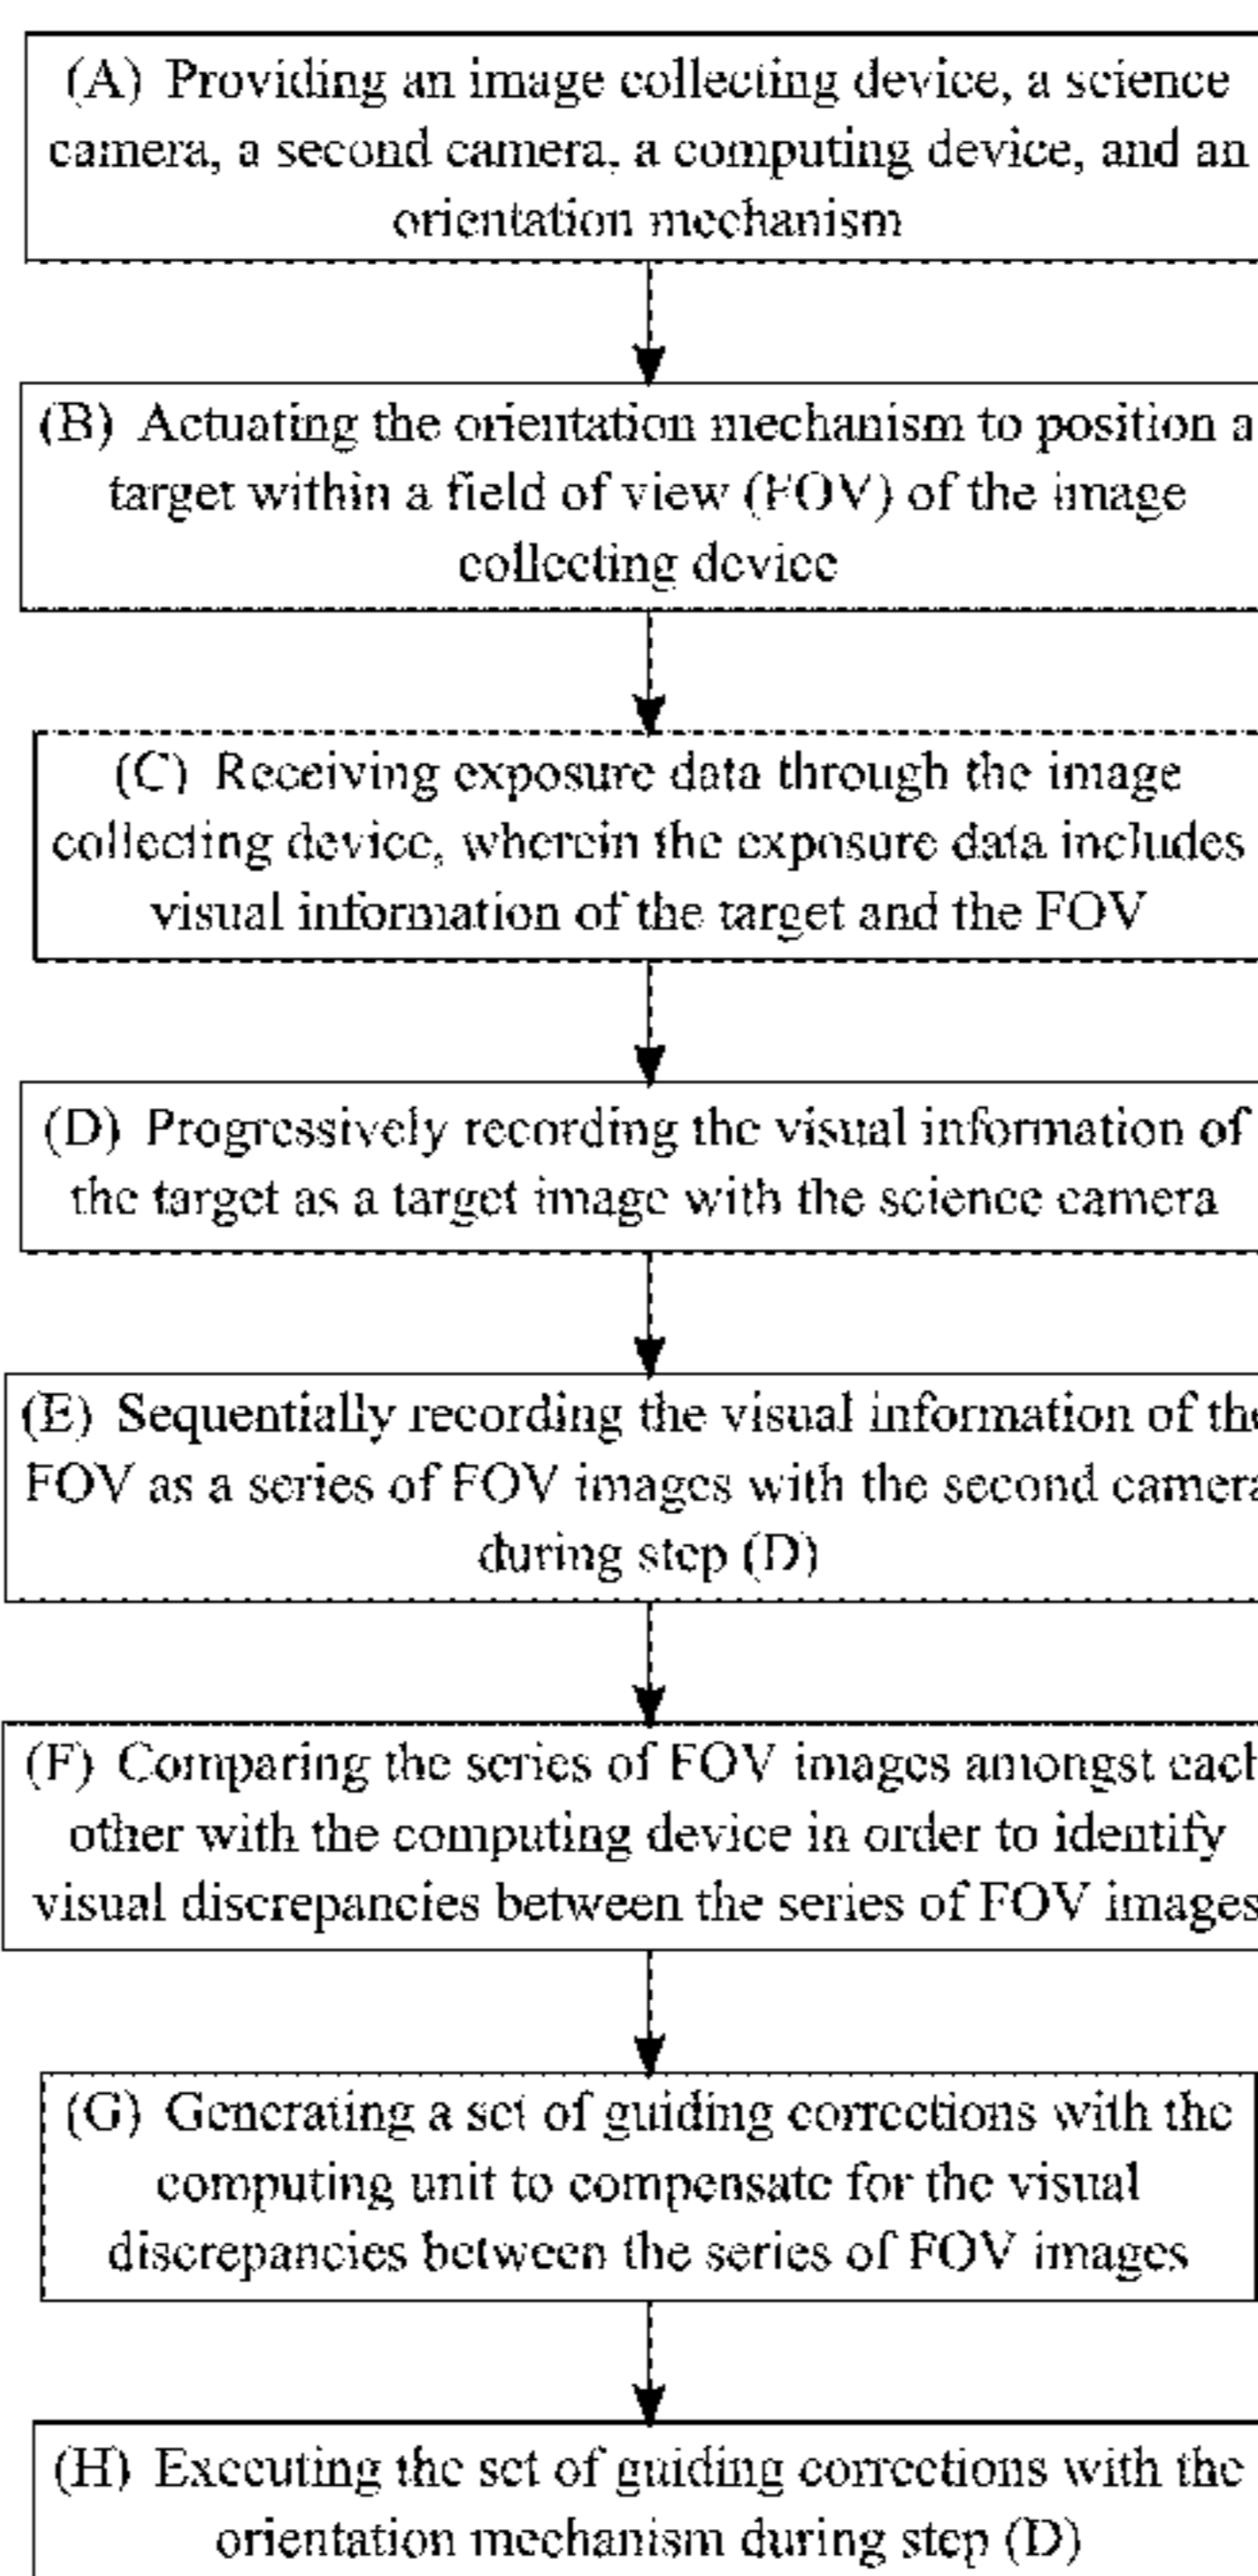 (A) Providing an image collecting device, a science
camera, a second camera, a computing device, and an
orientation mechanism
(B) Actuating the orientation mechanism to position a
target within a field of view (FOV) of the image
collecting device
(C) Receiving exposure data through the image
collecting device, wherein the exposure data includes
visual information of the target and the FOV
(D) Progressively recording the visual information of
the target as a target image with the science camera
(E) Sequentially recording the visual information of the
FOV as a series of FOV images with the second camera
during step (D)
(F) Comparing the series of FOV images amongst each
other with the computing device in order to identify
visual discrepancies between the series of FOV images
(G) Generating a set of guiding corrections with the
computing unit to compensate for the visual
discrepancies between the series of FOV images
(H) Executing the set of guiding corrections with the
orientation mechanism during step (D)